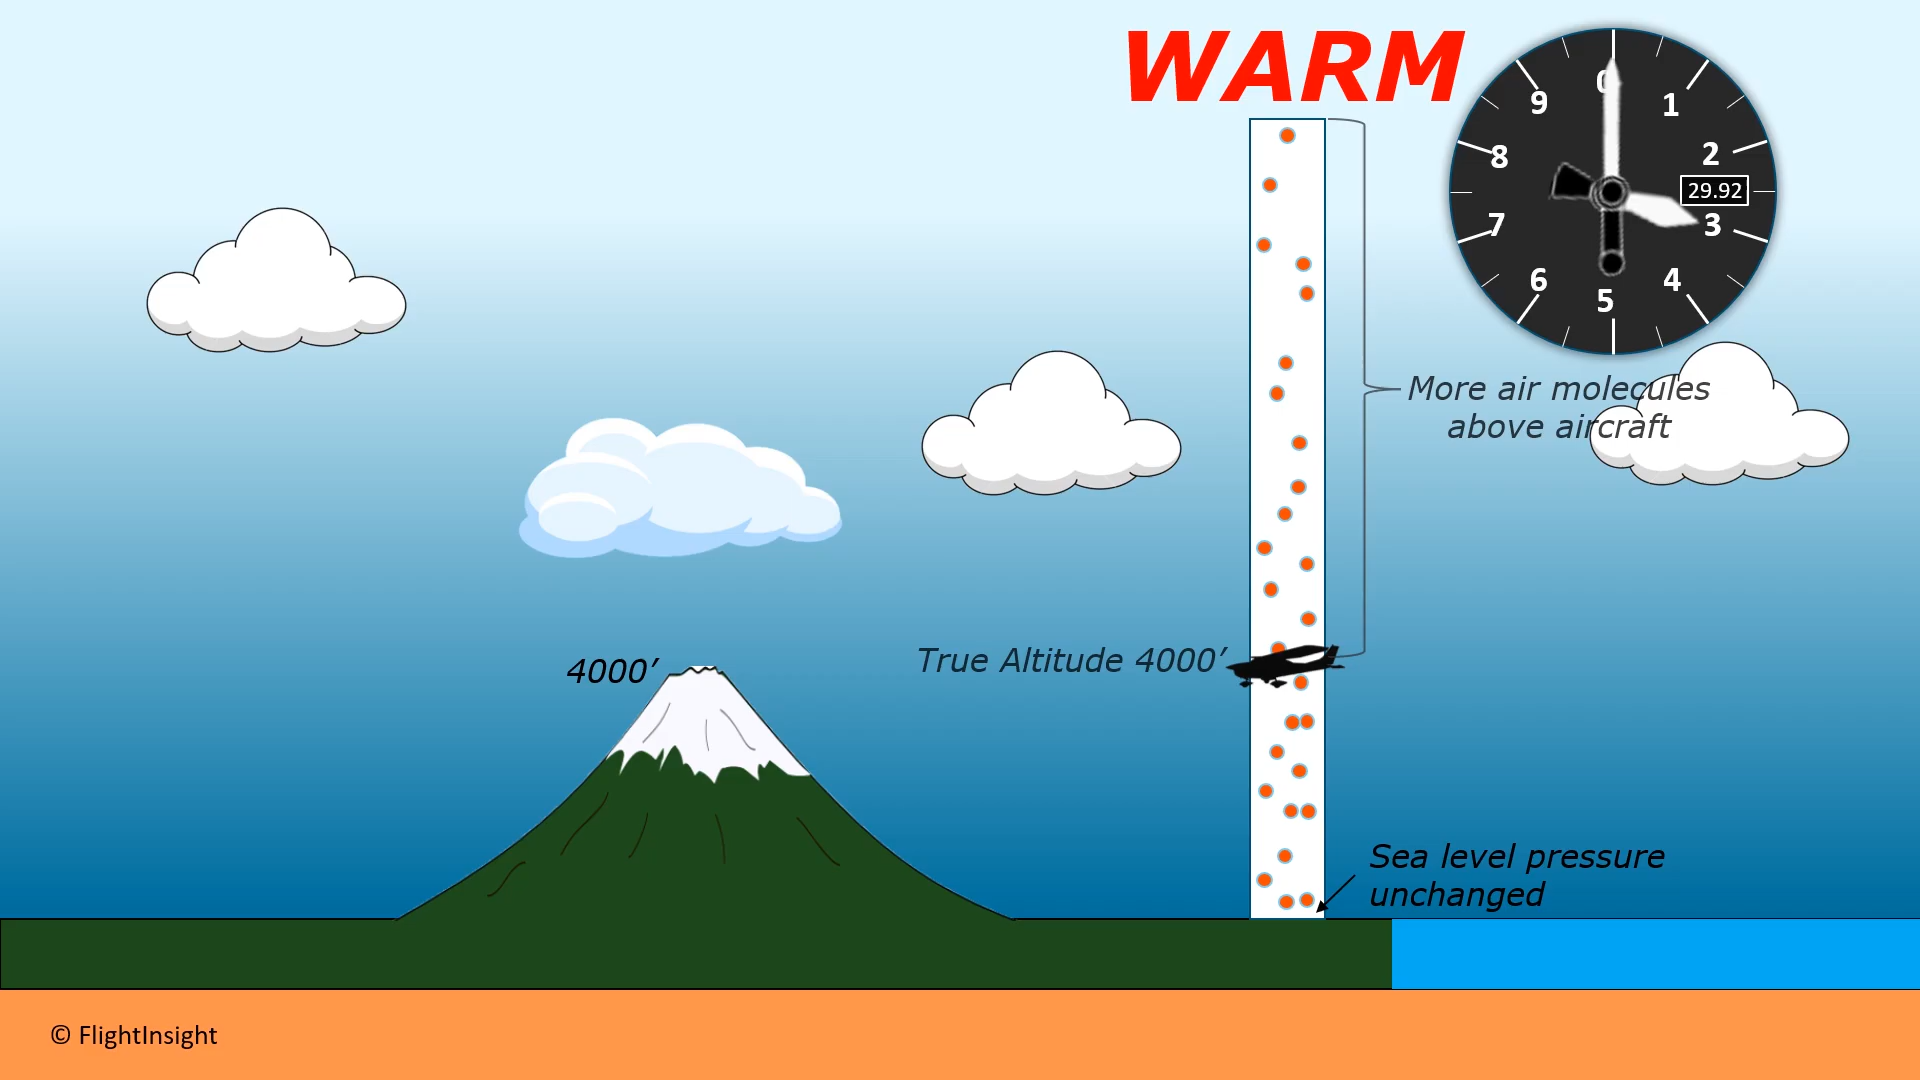 WARM
0
1
2
29.92
3
4
5
6
7
8
9
More air molecules
above aircraft
4000’
True Altitude 4000’
Sea level pressure
unchanged
© FlightInsight